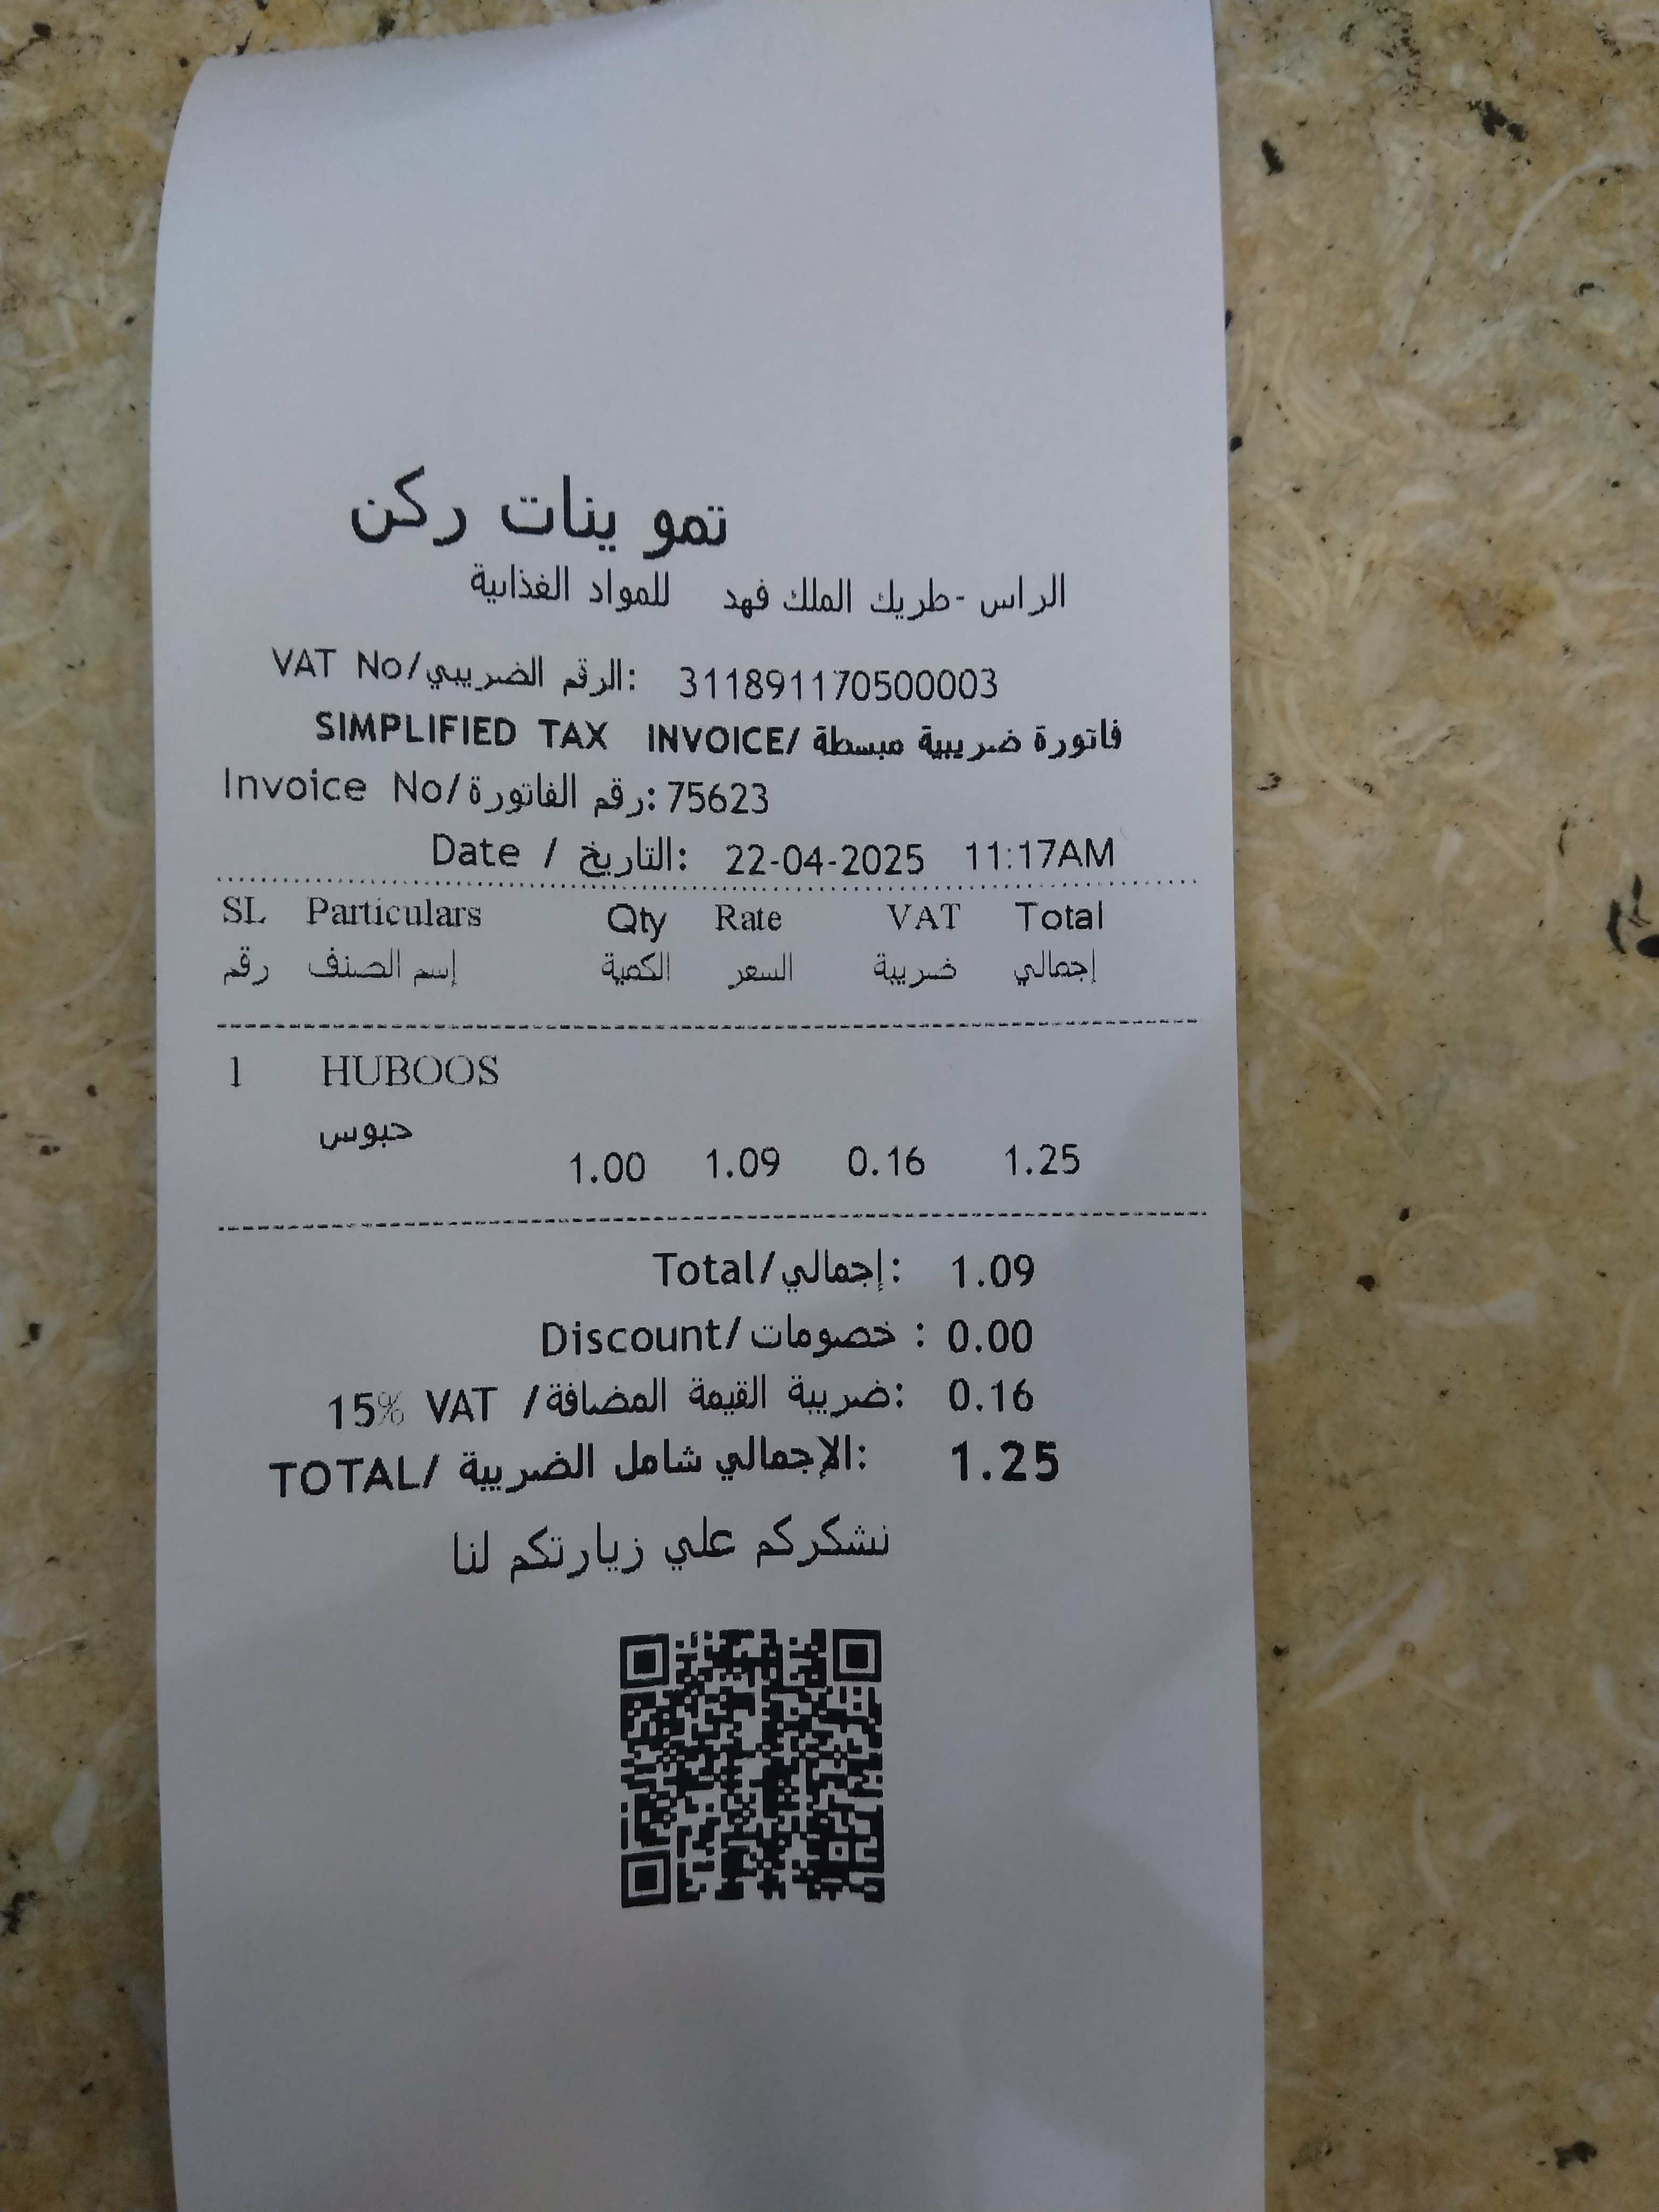 تمو ينات ركن
الراس -طريك الملك فهد للمواد الغذايية
VAT No/الرقم الضريبي: 311891170500003
SIMPLIFIED TAX INVOICE/ فاتورة ضريبية مبسطة
Invoice No/رقم الفاتورة: 75623
Date / التاريخ: 22-04-2025 11:17AM
SL Particulars Qty Rate VAT Total
رقم إسم الصنف الكمية السعر ضريبة إجمالي
1 HUBOOS
حبوس
1.00 1.09 0.16 1.25
Total/إجمالي: 1.09
Discount/خصومات : 0.00
15% VAT /ضريبة القيمة المضافة: 0.16
TOTAL/ الإجمالي شامل الضريبة: 1.25
نشكركم علي زيارتكم لنا